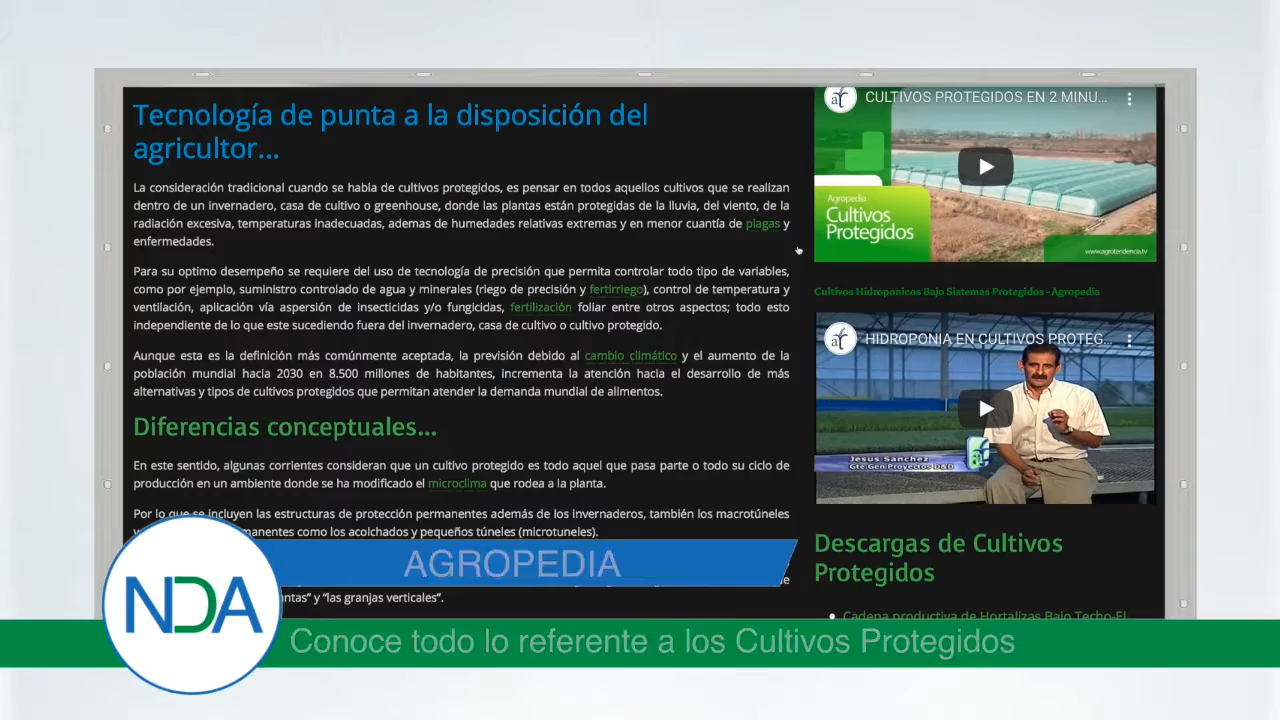 Tecnología de punta a la disposición del
agricultor...
La consideración tradicional cuando se habla de cultivos protegidos, es pensar en todos aquellos cultivos que se realizan
dentro de un invernadero, casa de cultivo o greenhouse, donde las plantas están protegidas de la lluvia, del viento, de la
radiación excesiva, temperaturas inadecuadas, ademas de humedades relativas extremas y en menor cuantía de plagas y
enfermedades.
Para su optimo desempeño se requiere del uso de tecnología de precisión que permita controlar todo tipo de variables,
como por ejemplo, suministro controlado de agua y minerales (riego de precisión y fertirriego), control de temperatura y
ventilación, aplicación vía aspersión de insecticidas y/o fungicidas, fertilización foliar entre otros aspectos; todo esto
independiente de lo que este sucediendo fuera del invernadero, casa de cultivo o cultivo protegido.
Aunque esta es la definición más comúnmente aceptada, la previsión debido al cambio climático y el aumento de la
población mundial hacia 2030 en 8.500 millones de habitantes, incrementa la atención hacia el desarrollo de más
alternativas y tipos de cultivos protegidos que permitan atender la demanda mundial de alimentos.
Diferencias conceptuales...
En este sentido, algunas corrientes consideran que un cultivo protegido es todo aquel que pasa parte o todo su ciclo de
producción en un ambiente donde se ha modificado el microclima que rodea a la planta.
Por lo que se incluyen las estructuras de protección permanentes además de los invernaderos, también los macrotúneles
como los acolchados y pequeños túneles (microtuneles).
y "las granjas verticales".
CULTIVOS PROTEGIDOS EN 2 MINU...
Agropedia
Cultivos
Protegidos
www.agrotendencia.tv
Cultivos Hidroponicos Bajo Sistemas Protegidos - Agropedia
HIDROPONIA EN CULTIVOS PROTEG...
Jesus Sanchez
Gte.Gen Proyectos D&D
Descargas de Cultivos
Protegidos
Cadena productiva de Hortalizas Bajo Techo-El
AGROPEDIA
NDA
Conoce todo lo referente a los Cultivos Protegidos